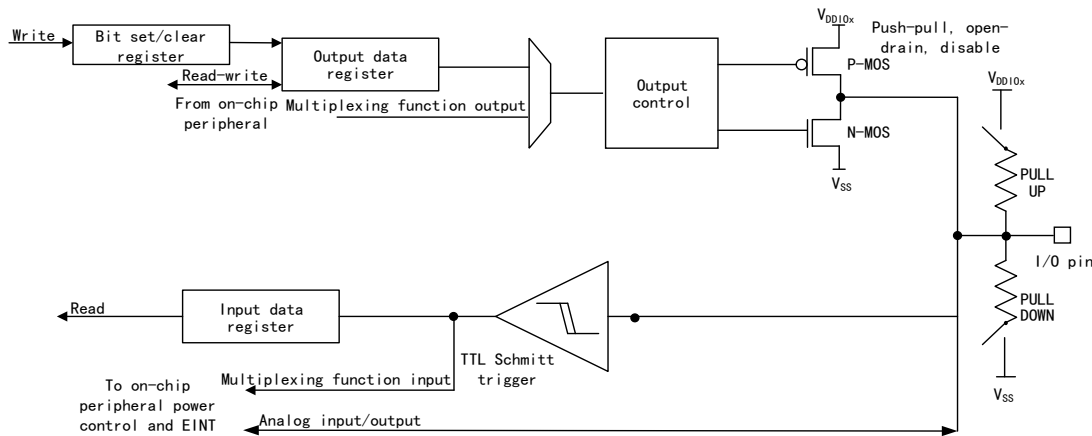 Write
Bit set/clear
register
Read-write
From on-chip
peripheral
Output data
register
Multiplexing function output
Output
control
VDDIOx
Push-pull, open-
drain, disable
P-MOS
N-MOS
VSS
VDDIOx
PULL
UP
I/O pin
PULL
DOWN
VSS
Read
Input data
register
TTL Schmitt
trigger
Multiplexing function input
To on-chip
peripheral power
control and EINT
Analog input/output